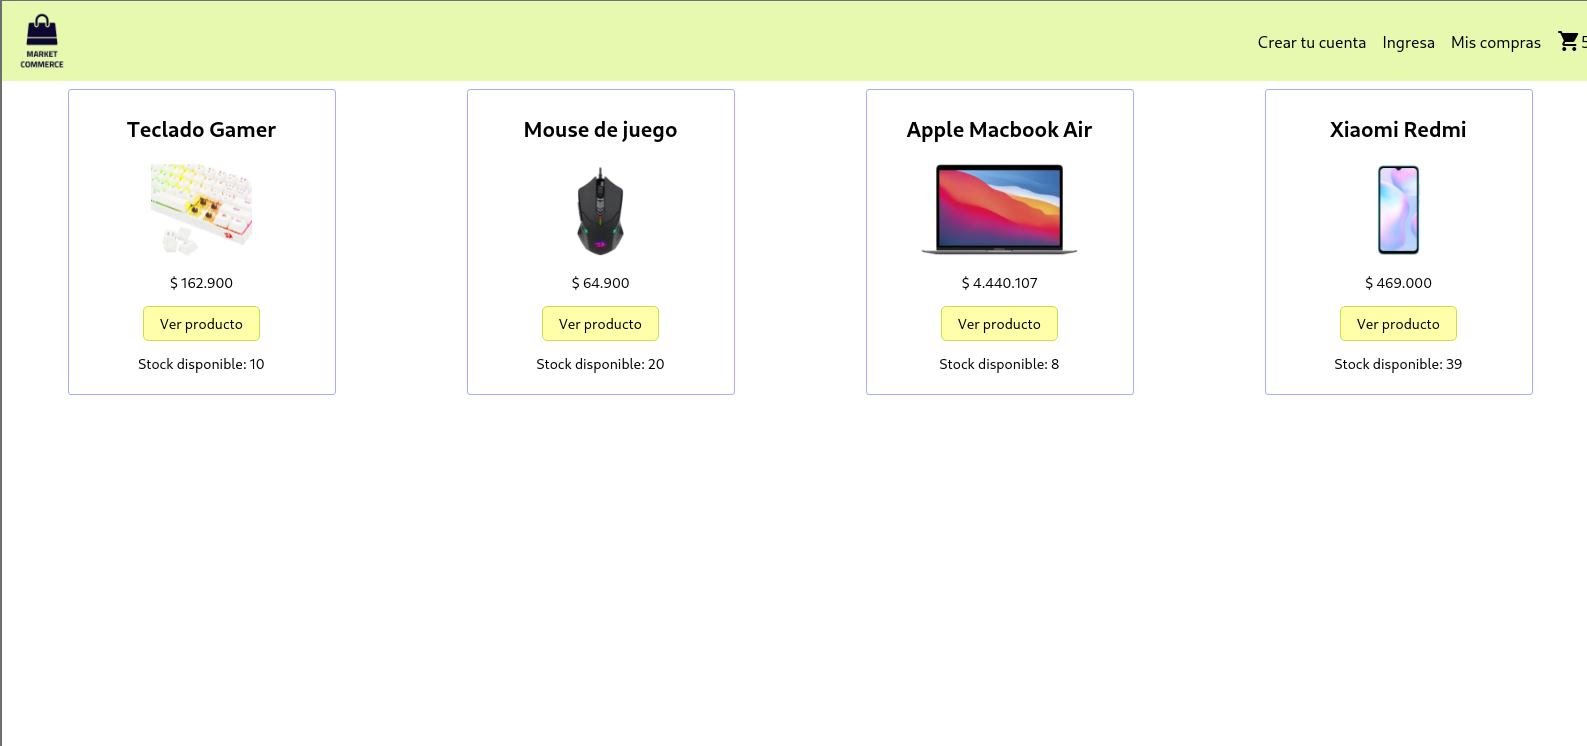 MARKET
COMMERCE
Crear tu cuenta Ingresa Mis compras 5
Teclado Gamer
$ 162.900
Ver producto
Stock disponible: 10
Mouse de juego
$ 64.900
Ver producto
Stock disponible: 20
Apple Macbook Air
$ 4.440.107
Ver producto
Stock disponible: 8
Xiaomi Redmi
$ 469.000
Ver producto
Stock disponible: 39